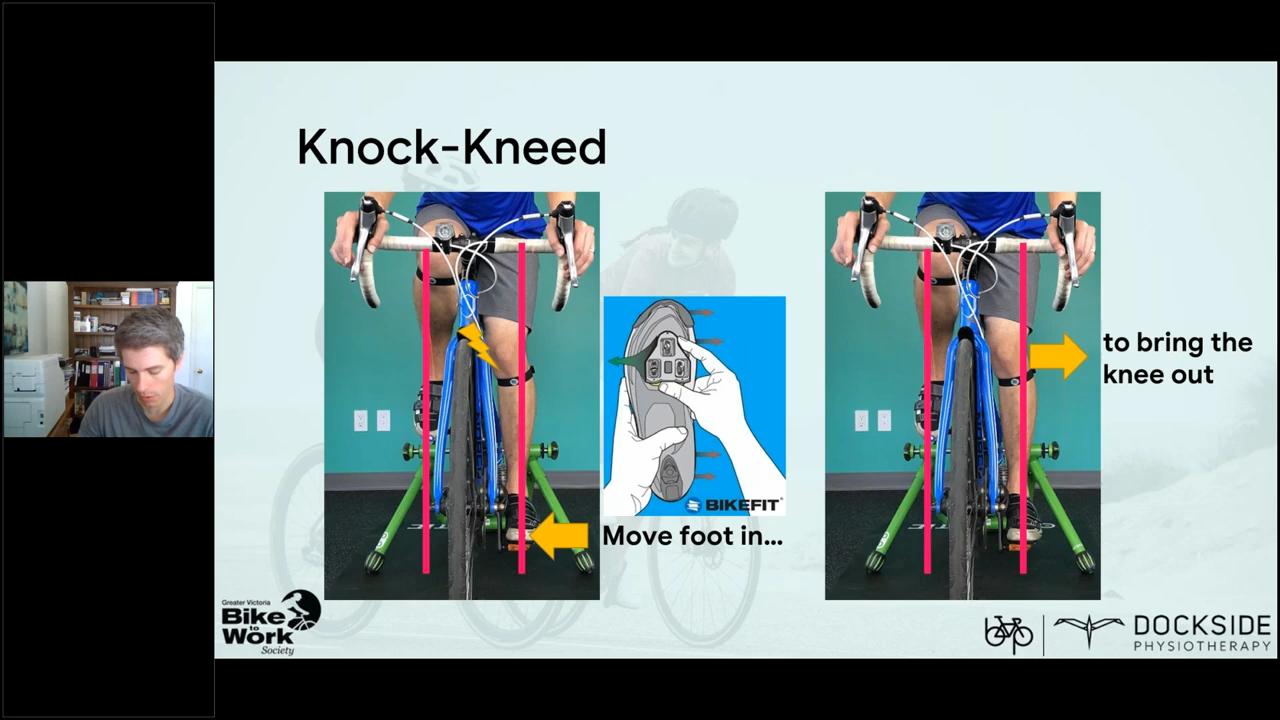 Knock-Kneed
to bring the
knee out
BIKEFIT
Move foot in...
Greater Victoria
Bike
to
Work
Society
DOCKSIDE
PHYSIOTHERAPY